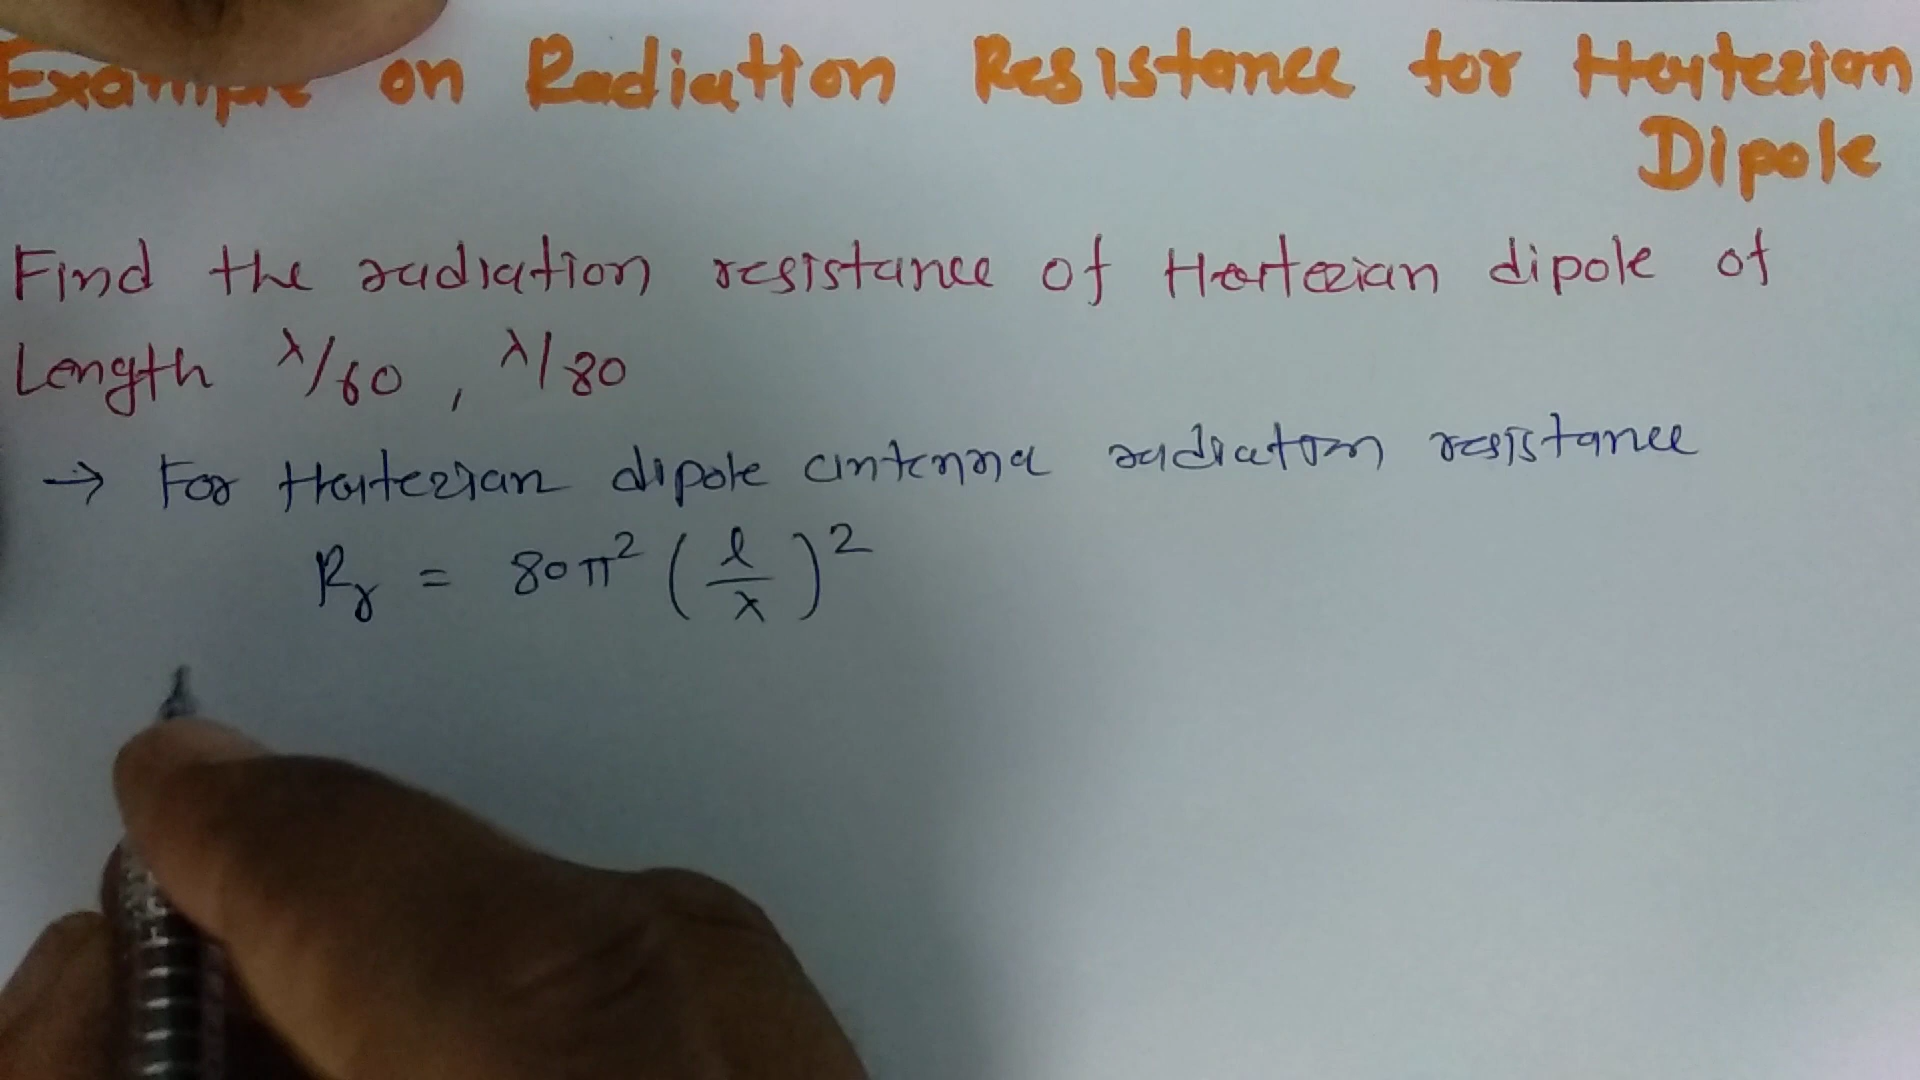 Example on Radiation Resistance for Hertezian
Dipole
Find the radiation resistance of Hertezian dipole of
Length λ/60 , λ/80
→ For Hertezian dipole antenna radiation resistance
Rr = 80π² (l/λ)²